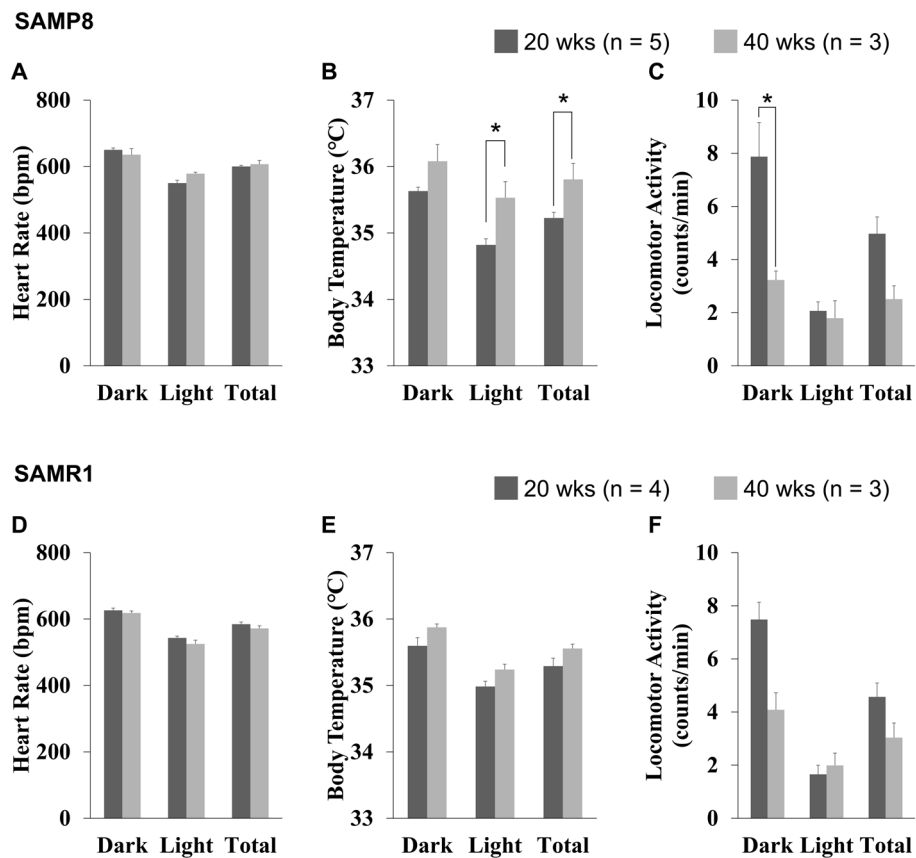 SAMP8
20 wks (n = 5) 40 wks (n = 3)
A
Heart Rate (bpm)
800
600
400
200
0
Dark Light Total
B
Body Temperature (°C)
37
36
35
34
33
Dark Light Total
* *
C
Locomotor Activity
(counts/min)
10
8
6
4
2
0
Dark Light Total
*
SAMR1
20 wks (n = 4) 40 wks (n = 3)
D
Heart Rate (bpm)
800
600
400
200
0
Dark Light Total
E
Body Temperature (°C)
37
36
35
34
33
Dark Light Total
F
Locomotor Activity
(counts/min)
10
8
6
4
2
0
Dark Light Total